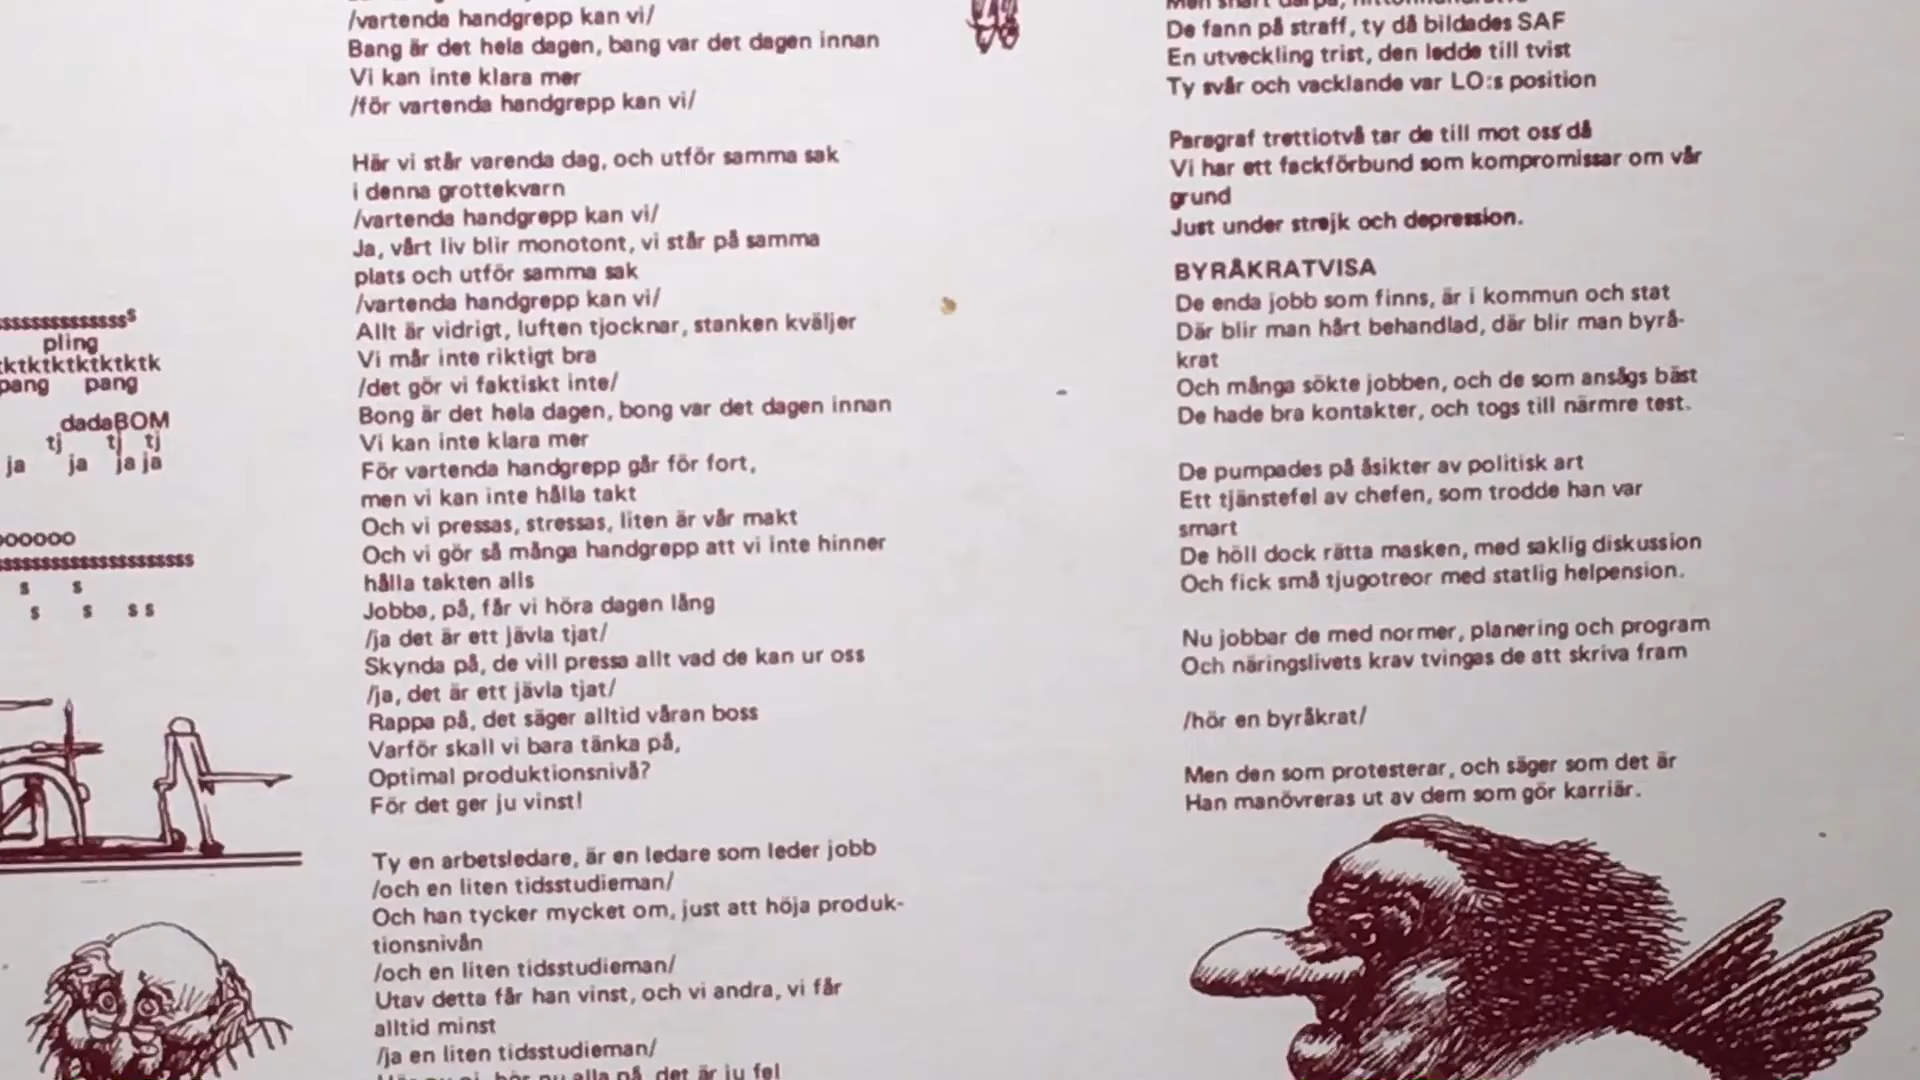 ssssssssssssssˢ
pling
ktktktktktktktk
pang pang
dadaBOM
tj tj tj
ja ja ja ja
oooooo
ssssssssssssssssssssss
s s
s s s s
/vartenda handgrepp kan vi/
Bang är det hela dagen, bang var det dagen innan
Vi kan inte klara mer
/för vartenda handgrepp kan vi/
Här vi står varenda dag, och utför samma sak
i denna grottekvarn
/vartenda handgrepp kan vi/
Ja, vårt liv blir monotont, vi står på samma
plats och utför samma sak
/vartenda handgrepp kan vi/
Allt är vidrigt, luften tjocknar, stanken kväljer
Vi mår inte riktigt bra
/det gör vi faktiskt inte/
Bong är det hela dagen, bong var det dagen innan
Vi kan inte klara mer
För vartenda handgrepp går för fort,
men vi kan inte hålla takt
Och vi pressas, stressas, liten är vår makt
Och vi gör så många handgrepp att vi inte hinner
hålla takten alls
Jobba, på, får vi höra dagen lång
/ja det är ett jävla tjat/
Skynda på, de vill pressa allt vad de kan ur oss
/ja, det är ett jävla tjat/
Rappa på, det säger alltid våran boss
Varför skall vi bara tänka på,
Optimal produktionsnivå?
För det ger ju vinst!
Ty en arbetsledare, är en ledare som leder jobb
/och en liten tidsstudieman/
Och han tycker mycket om, just att höja produk-
tionsnivån
/och en liten tidsstudieman/
Utav detta får han vinst, och vi andra, vi får
alltid minst
/ja en liten tidsstudieman/
nu alla på, det är ju fel
De fann på straff, ty då bildades SAF
En utveckling trist, den ledde till tvist
Ty svår och vacklande var LO:s position
Paragraf trettiotvå tar de till mot oss då
Vi har ett fackförbund som kompromissar om vår
grund
Just under strejk och depression.
BYRÅKRATVISA
De enda jobb som finns, är i kommun och stat
Där blir man hårt behandlad, där blir man byrå-
krat
Och många sökte jobben, och de som ansågs bäst
De hade bra kontakter, och togs till närmre test.
De pumpades på åsikter av politisk art
Ett tjänstefel av chefen, som trodde han var
smart
De höll dock rätta masken, med saklig diskussion
Och fick små tjugotreor med statlig helpension.
Nu jobbar de med normer, planering och program
Och näringslivets krav tvingas de att skriva fram
/hör en byråkrat/
Men den som protesterar, och säger som det är
Han manövreras ut av dem som gör karriär.